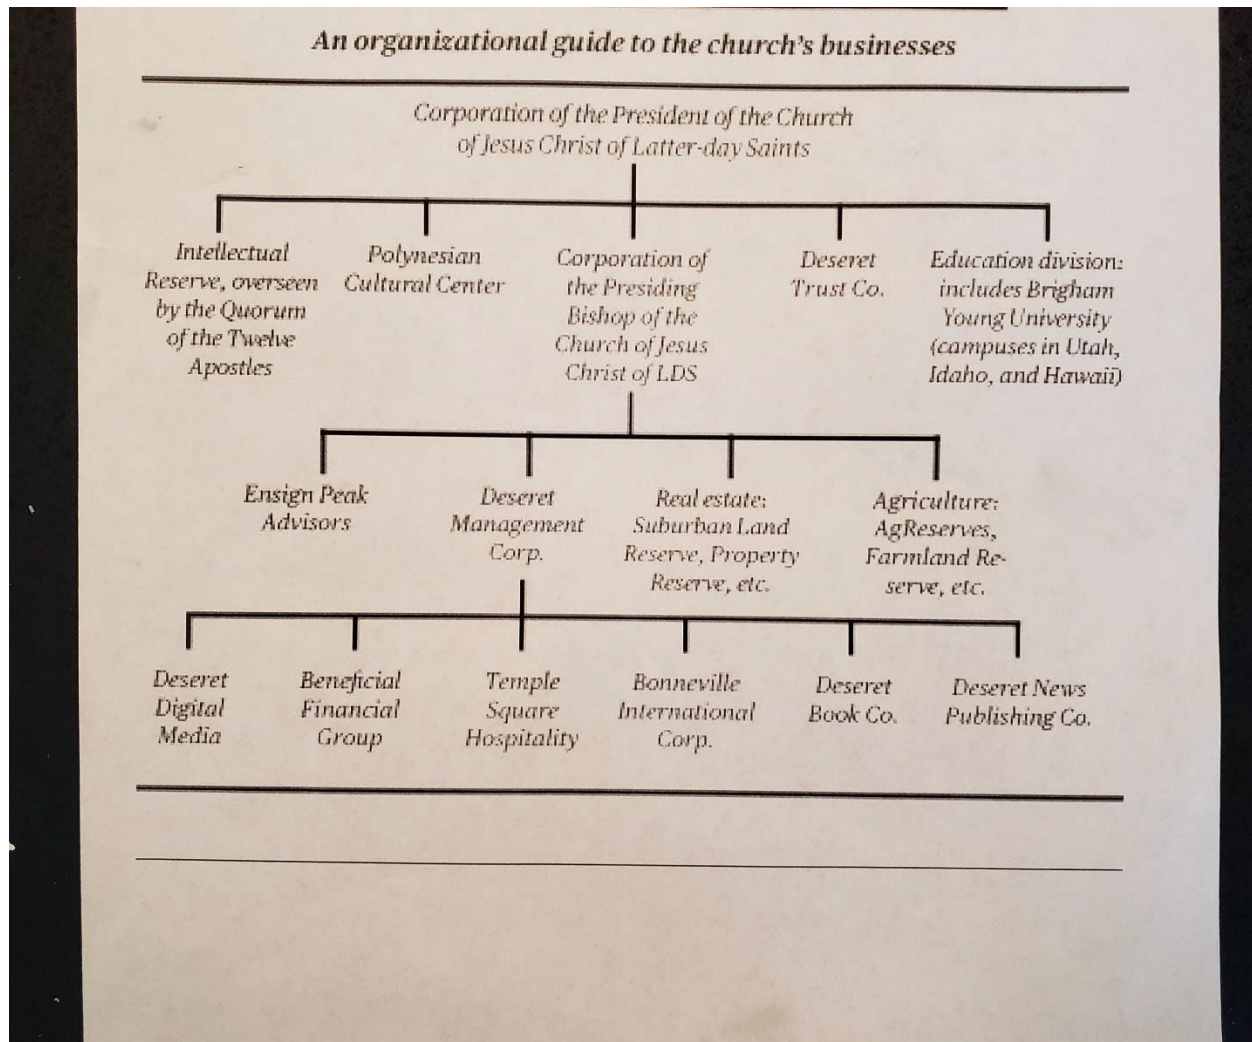 An organizational guide to the church's businesses
Corporation of the President of the Church
of Jesus Christ of Latter-day Saints
Intellectual
Reserve, overseen
by the Quorum
of the Twelve
Apostles
Polynesian
Cultural Center
Corporation of
the Presiding
Bishop of the
Church of Jesus
Christ of LDS
Deseret
Trust Co.
Education division:
includes Brigham
Young University
(campuses in Utah,
Idaho, and Hawaii)
Ensign Peak
Advisors
Deseret
Management
Corp.
Real estate:
Suburban Land
Reserve, Property
Reserve, etc.
Agriculture:
AgReserves,
Farmland Re-
serve, etc.
Deseret
Digital
Media
Beneficial
Financial
Group
Temple
Square
Hospitality
Bonneville
International
Corp.
Deseret
Book Co.
Deseret News
Publishing Co.